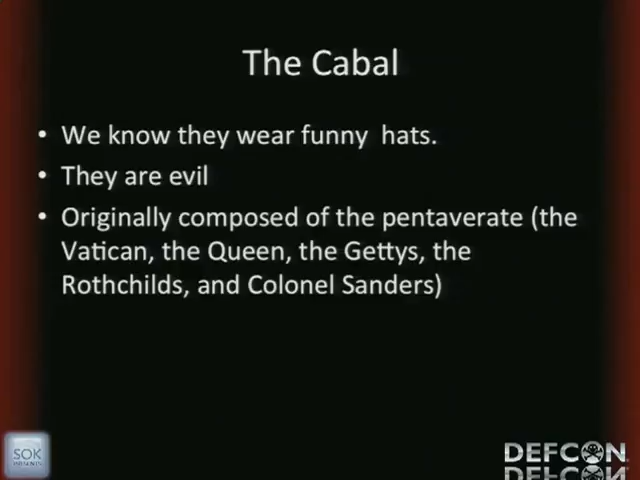 The Cabal
• We know they wear funny hats.
• They are evil
• Originally composed of the pentaverate (the
Vatican, the Queen, the Gettys, the
Rothchilds, and Colonel Sanders)
SOK
PRESENTS
DEFCON